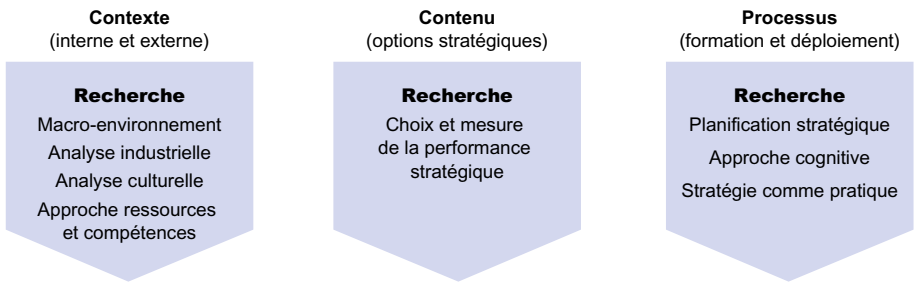 Contexte
(interne et externe)
Recherche
Macro-environnement
Analyse industrielle
Analyse culturelle
Approche ressources
et compétences
Contenu
(options stratégiques)
Recherche
Choix et mesure
de la performance
stratégique
Processus
(formation et déploiement)
Recherche
Planification stratégique
Approche cognitive
Stratégie comme pratique